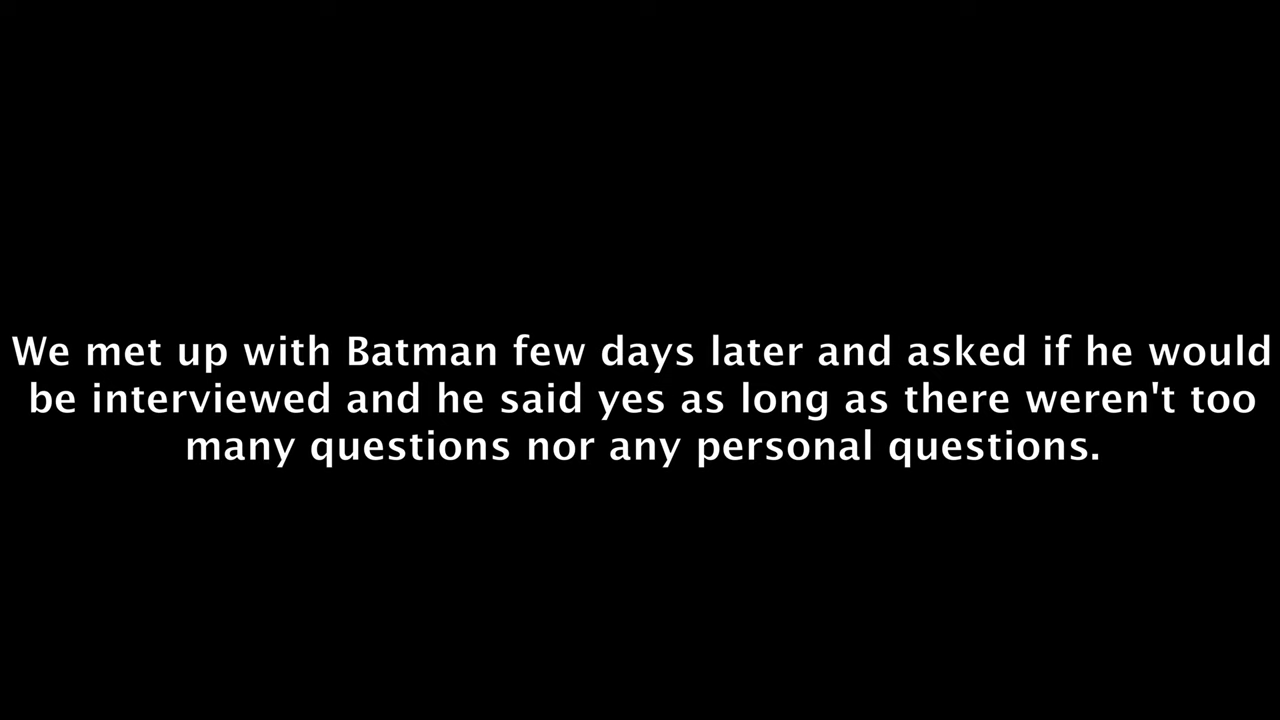 We met up with Batman few days later and asked if he would
be interviewed and he said yes as long as there weren't too
many questions nor any personal questions.